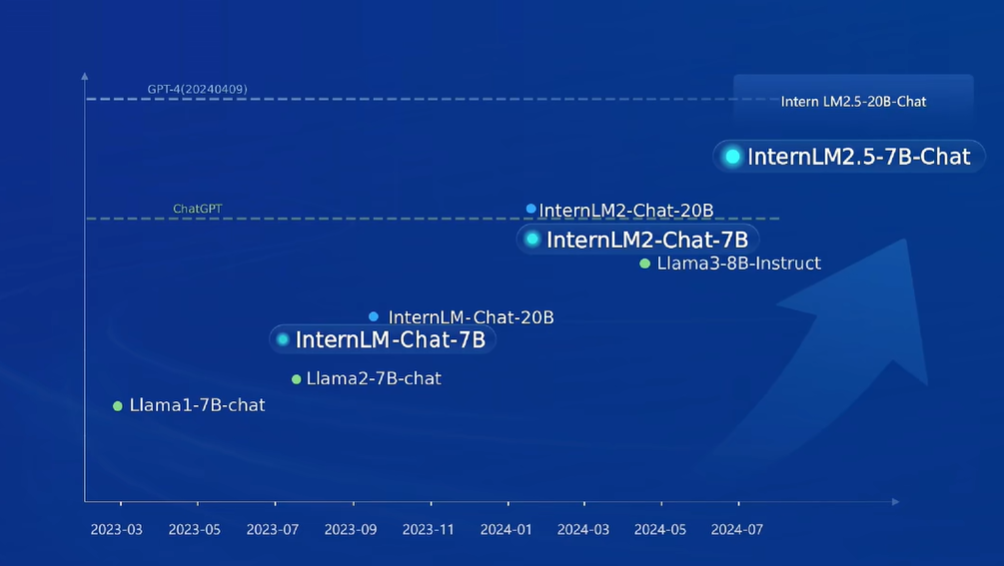 GPT-4(20240409)
Intern LM2.5-20B-Chat
InternLM2.5-7B-Chat
ChatGPT
InternLM2-Chat-20B
InternLM2-Chat-7B
Llama3-8B-Instruct
InternLM-Chat-20B
InternLM-Chat-7B
Llama2-7B-chat
Llama1-7B-chat
2023-03 2023-05 2023-07 2023-09 2023-11 2024-01 2024-03 2024-05 2024-07